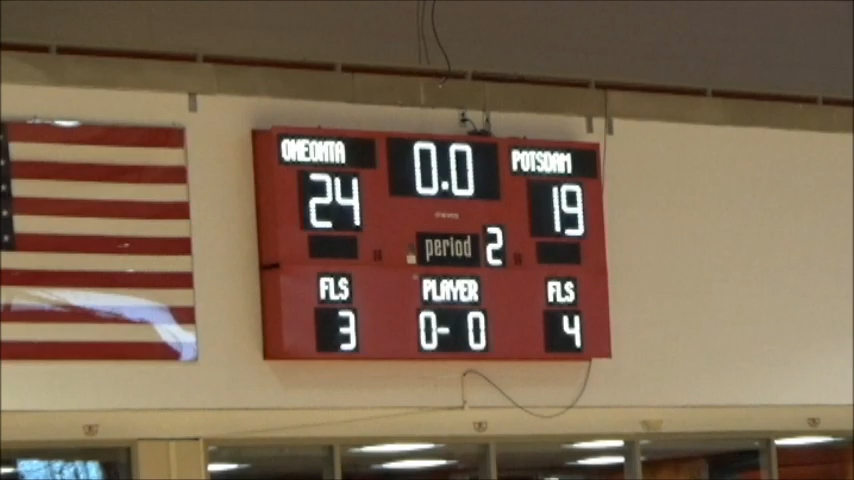 ONEONTA 0.0 POTSDAM
24 19
period 2
FLS PLAYER FLS
3 0- 0 4